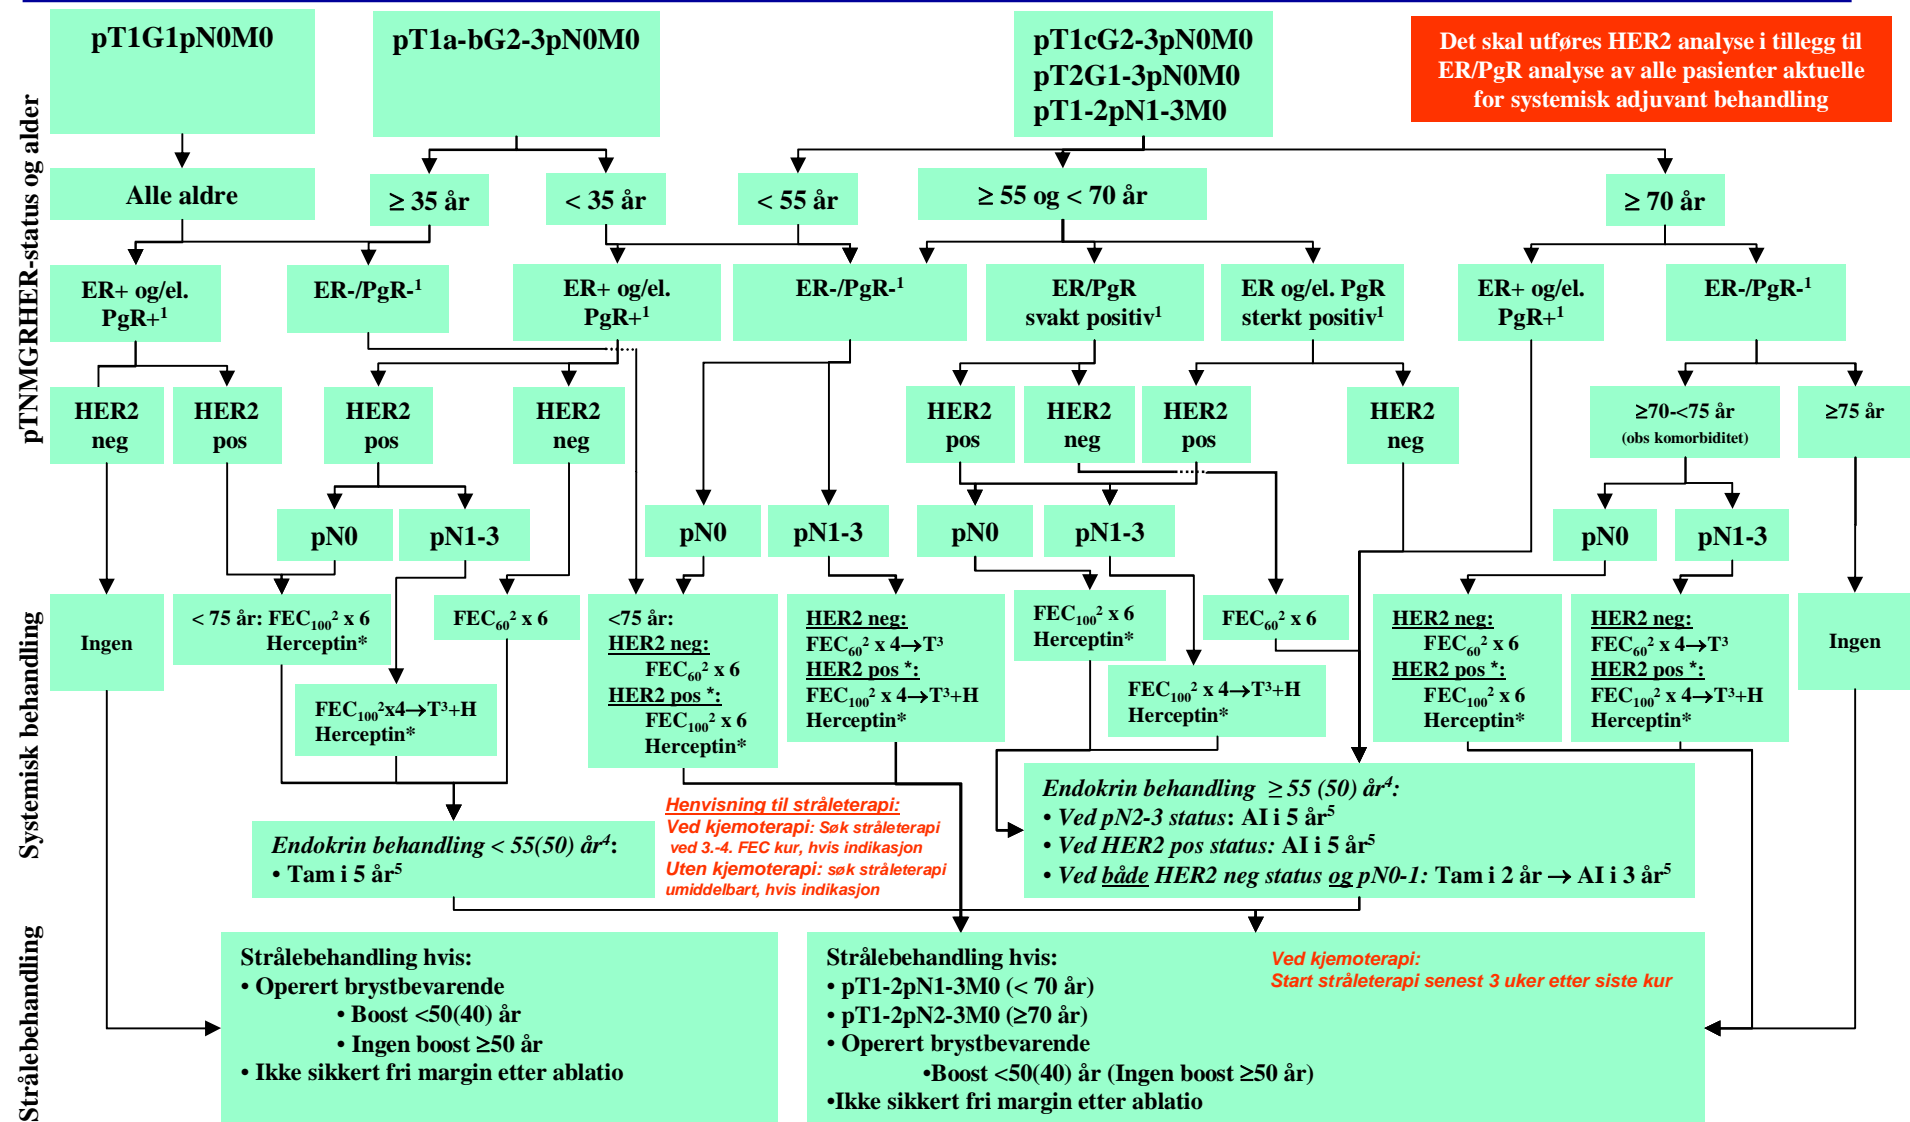 pT1G1pN0M0
pT1a-bG2-3pN0M0
pT1cG2-3pN0M0
pT2G1-3pN0M0
pT1-2pN1-3M0
Det skal utføres HER2 analyse i tillegg til
ER/PgR analyse av alle pasienter aktuelle
for systemisk adjuvant behandling
pTNMGRHER-status og alder
Alle aldre
≥ 35 år
< 35 år
< 55 år
≥ 55 og < 70 år
≥ 70 år
ER+ og/el.
PgR+¹
ER-/PgR-¹
ER+ og/el.
PgR+¹
ER-/PgR-¹
ER/PgR
svakt positiv¹
ER og/el. PgR
sterkt positiv¹
ER+ og/el.
PgR+¹
ER-/PgR-¹
HER2
neg
HER2
pos
HER2
pos
HER2
neg
HER2
pos
HER2
neg
HER2
pos
HER2
neg
≥70-<75 år
(obs komorbiditet)
≥75 år
pN0
pN1-3
pN0
pN1-3
pN0
pN1-3
pN0
pN1-3
Systemisk behandling
Ingen
< 75 år: FEC₁₀₀² x 6
Herceptin*
FEC₁₀₀²x4→T³+H
Herceptin*
FEC₆₀² x 6
<75 år:
HER2 neg:
FEC₆₀² x 6
HER2 pos *:
FEC₁₀₀² x 6
Herceptin*
HER2 neg:
FEC₆₀² x 4→T³
HER2 pos *:
FEC₁₀₀² x 4→T³+H
Herceptin*
FEC₁₀₀² x 6
Herceptin*
FEC₁₀₀² x 4→T³+H
Herceptin*
FEC₆₀² x 6
HER2 neg:
FEC₆₀² x 6
HER2 pos *:
FEC₁₀₀² x 6
Herceptin*
HER2 neg:
FEC₆₀² x 4→T³
HER2 pos *:
FEC₁₀₀² x 4→T³+H
Herceptin*
Ingen
Endokrin behandling < 55(50) år⁴:
• Tam i 5 år⁵
Henvisning til stråleterapi:
Ved kjemoterapi: Søk stråleterapi
ved 3.-4. FEC kur, hvis indikasjon
Uten kjemoterapi: søk stråleterapi
umiddelbart, hvis indikasjon
Endokrin behandling ≥ 55 (50) år⁴:
• Ved pN2-3 status: AI i 5 år⁵
• Ved HER2 pos status: AI i 5 år⁵
• Ved både HER2 neg status og pN0-1: Tam i 2 år → AI i 3 år⁵
Strålebehandling
Strålebehandling hvis:
• Operert brystbevarende
• Boost <50(40) år
• Ingen boost ≥50 år
• Ikke sikkert fri margin etter ablatio
Strålebehandling hvis:
• pT1-2pN1-3M0 (< 70 år)
• pT1-2pN2-3M0 (≥70 år)
• Operert brystbevarende
•Boost <50(40) år (Ingen boost ≥50 år)
•Ikke sikkert fri margin etter ablatio
Ved kjemoterapi:
Start stråleterapi senest 3 uker etter siste kur